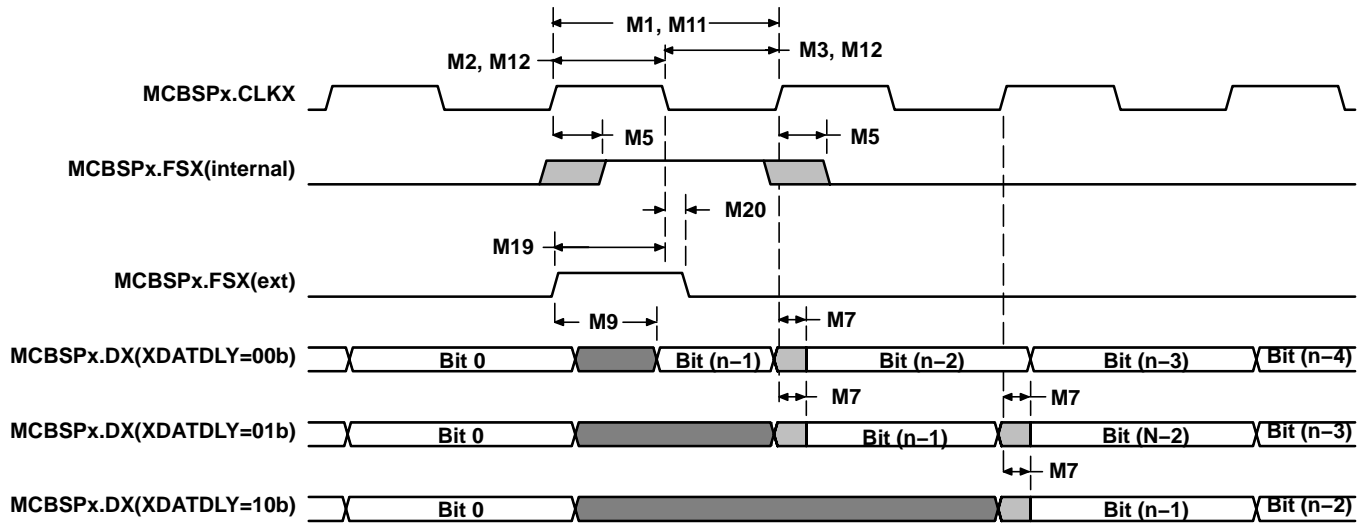 M1, M11
M2, M12
M3, M12
MCBSPx.CLKX
M5
M5
MCBSPx.FSX(internal)
M20
M19
MCBSPx.FSX(ext)
M9
M7
MCBSPx.DX(XDATDLY=00b)
Bit 0
Bit (n−1)
Bit (n−2)
Bit (n−3)
Bit (n−4)
M7
M7
MCBSPx.DX(XDATDLY=01b)
Bit 0
Bit (n−1)
Bit (N−2)
Bit (n−3)
M7
MCBSPx.DX(XDATDLY=10b)
Bit 0
Bit (n−1)
Bit (n−2)